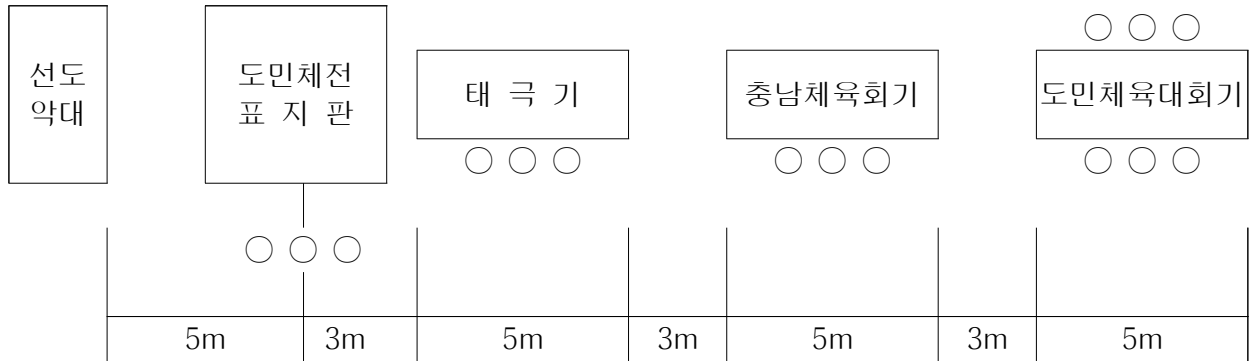 선도
악대
도민체전
표 지 판
태 극 기
충남체육회기
도민체육대회기
○ ○ ○
○ ○ ○
○ ○ ○
○ ○ ○
○ ○ ○
5m 3m 5m 3m 5m 3m 5m